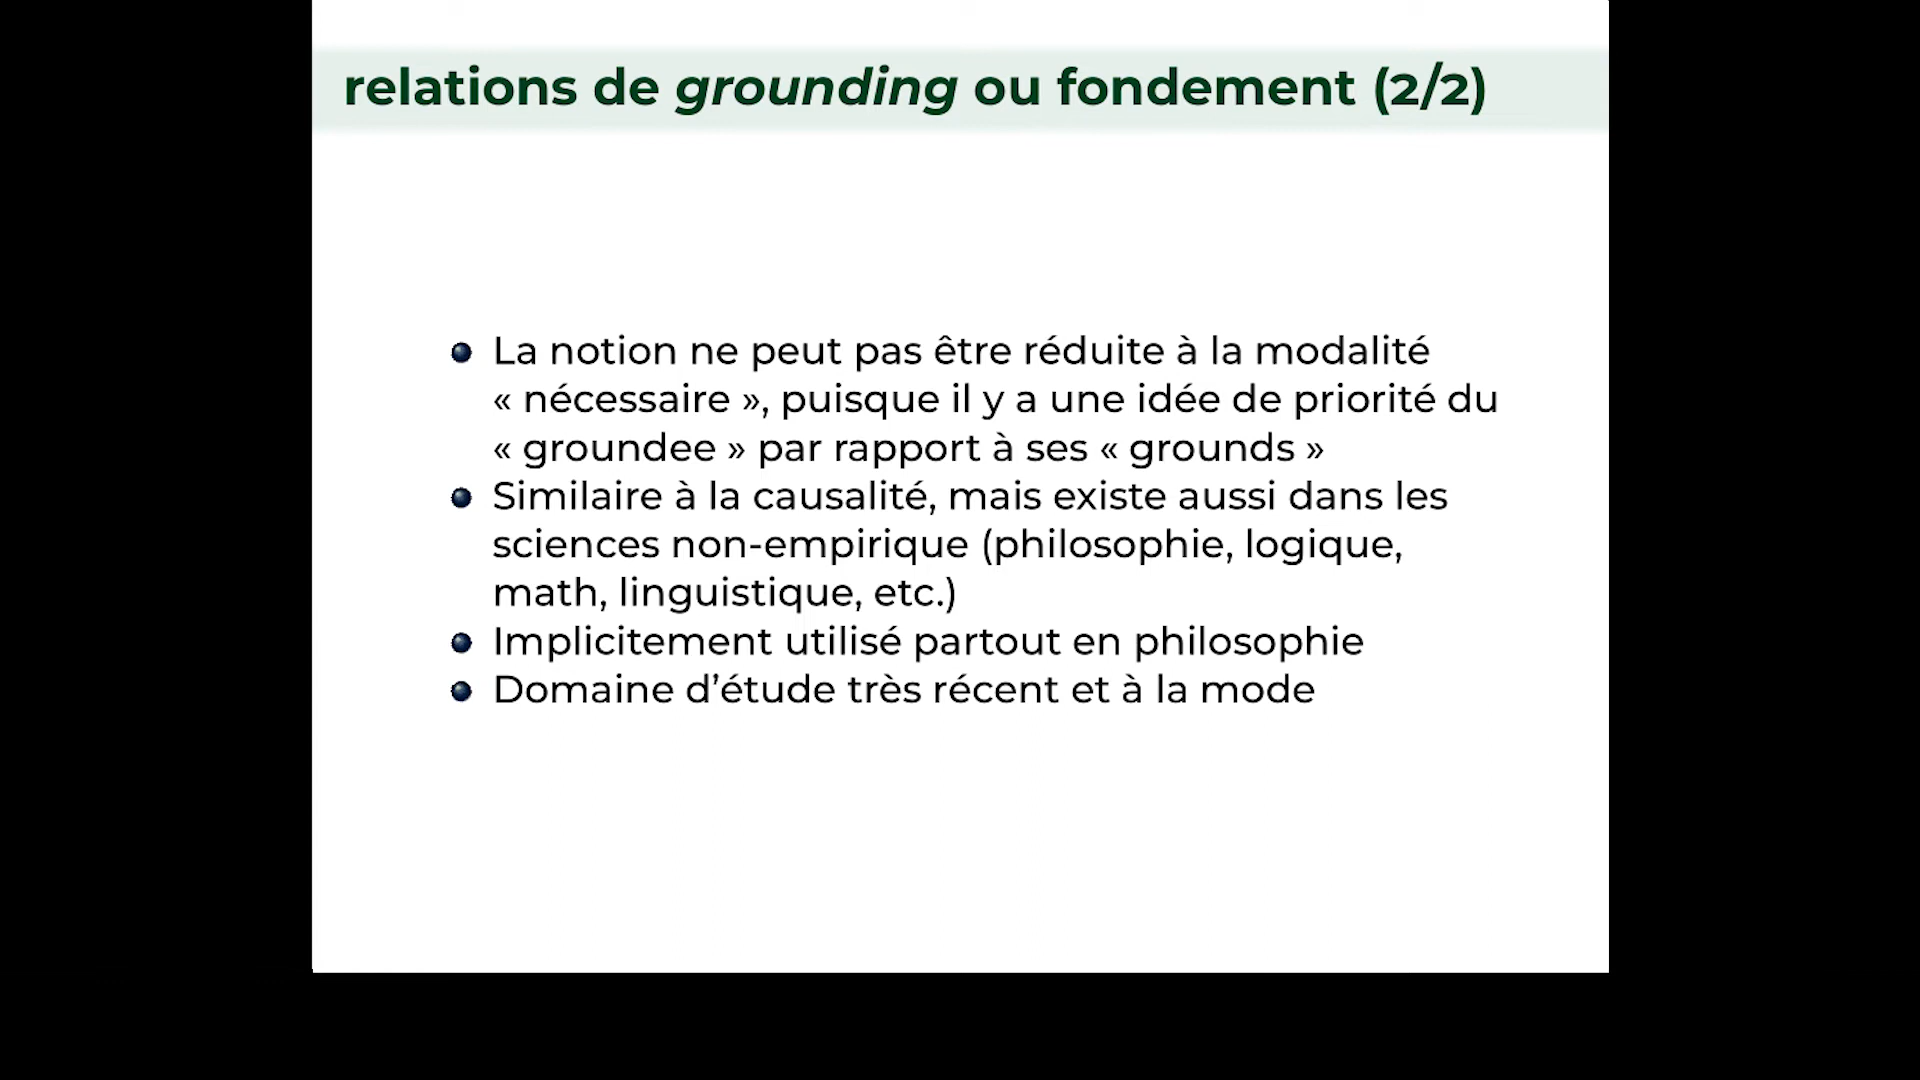 relations de grounding ou fondement (2/2)
La notion ne peut pas être réduite à la modalité
« nécessaire », puisque il y a une idée de priorité du
« groundee » par rapport à ses « grounds »
Similaire à la causalité, mais existe aussi dans les
sciences non-empirique (philosophie, logique,
math, linguistique, etc.)
Implicitement utilisé partout en philosophie
Domaine d’étude très récent et à la mode